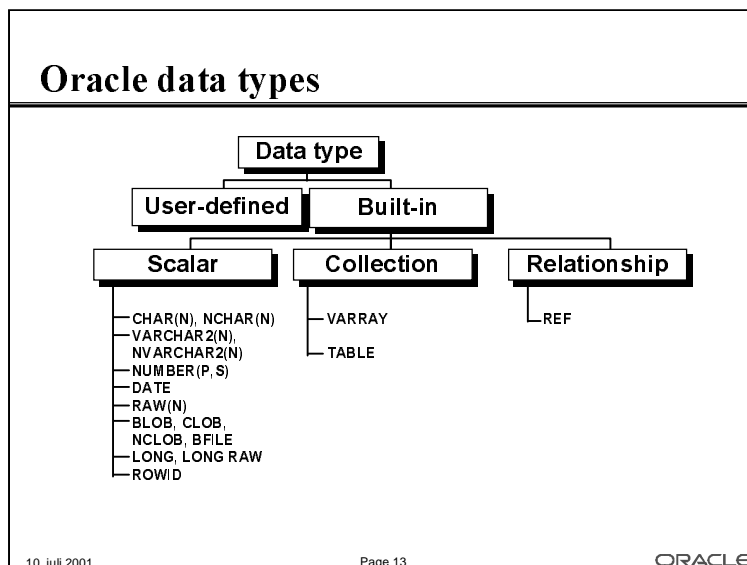 Oracle data types
Data type
User-defined
Built-in
Scalar
Collection
Relationship
CHAR(N), NCHAR(N)
VARCHAR2(N),
NVARCHAR2(N)
NUMBER(P,S)
DATE
RAW(N)
BLOB, CLOB,
NCLOB, BFILE
LONG, LONG RAW
ROWID
VARRAY
TABLE
REF
10. juli 2001
Page 13
ORACLE